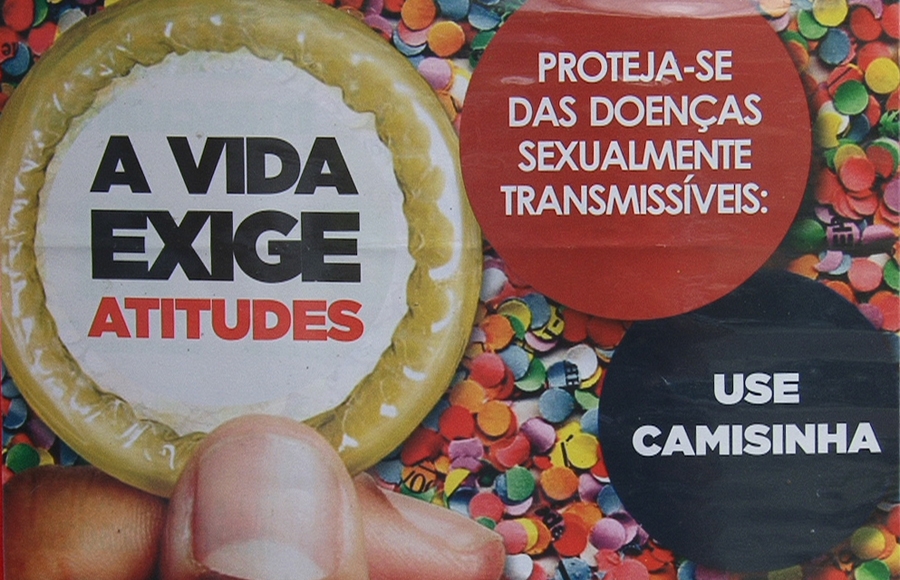 A VIDA
EXIGE
ATITUDES
PROTEJA-SE
DAS DOENÇAS
SEXUALMENTE
TRANSMISSÍVEIS:
USE
CAMISINHA